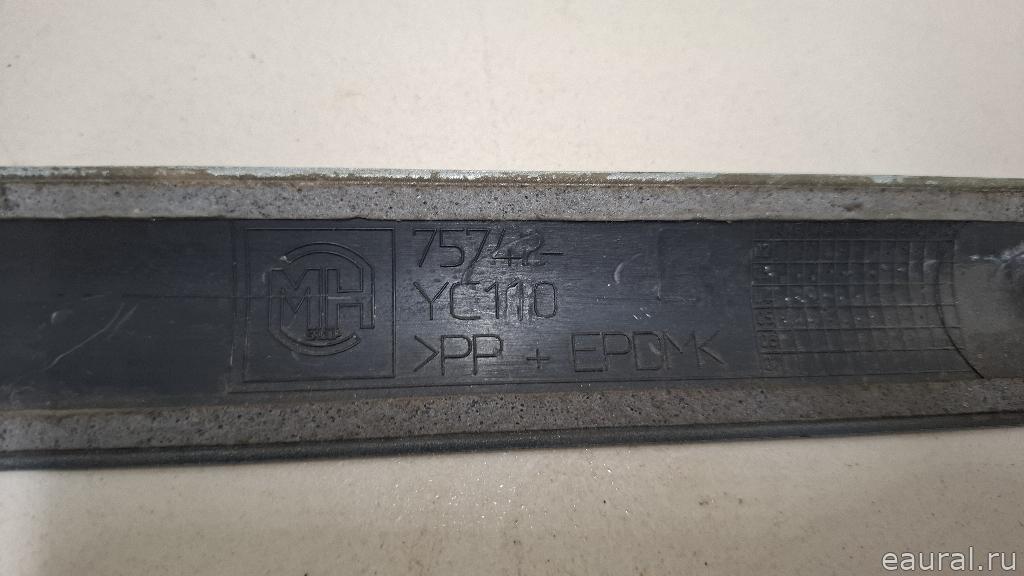 MH
75742-
YC110
>PP + EPDM<
eaural.ru